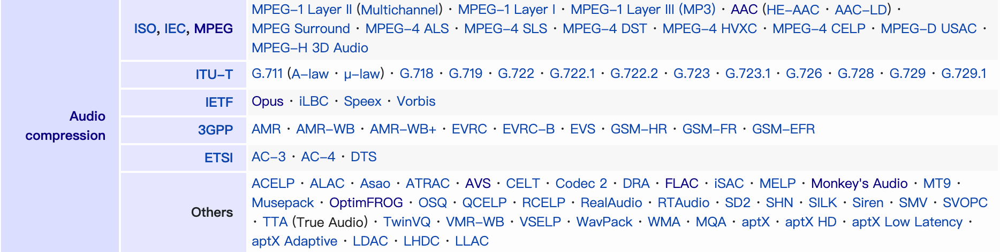 Audio compression
ISO, IEC, MPEG
MPEG-1 Layer II (Multichannel) · MPEG-1 Layer I · MPEG-1 Layer III (MP3) · AAC (HE-AAC · AAC-LD) ·
MPEG Surround · MPEG-4 ALS · MPEG-4 SLS · MPEG-4 DST · MPEG-4 HVXC · MPEG-4 CELP · MPEG-D USAC ·
MPEG-H 3D Audio
ITU-T
G.711 (A-law · μ-law) · G.718 · G.719 · G.722 · G.722.1 · G.722.2 · G.723 · G.723.1 · G.726 · G.728 · G.729 · G.729.1
IETF
Opus · iLBC · Speex · Vorbis
3GPP
AMR · AMR-WB · AMR-WB+ · EVRC · EVRC-B · EVS · GSM-HR · GSM-FR · GSM-EFR
ETSI
AC-3 · AC-4 · DTS
Others
ACELP · ALAC · Asao · ATRAC · AVS · CELT · Codec 2 · DRA · FLAC · iSAC · MELP · Monkey's Audio · MT9 ·
Musepack · OptimFROG · OSQ · QCELP · RCELP · RealAudio · RTAudio · SD2 · SHN · SILK · Siren · SMV · SVOPC
· TTA (True Audio) · TwinVQ · VMR-WB · VSELP · WavPack · WMA · MQA · aptX · aptX HD · aptX Low Latency ·
aptX Adaptive · LDAC · LHDC · LLAC